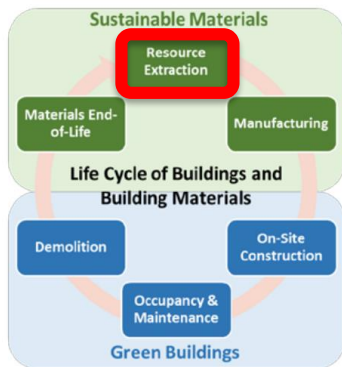 Sustainable Materials
Resource
Extraction
Materials End-
of-Life
Manufacturing
Life Cycle of Buildings and
Building Materials
Demolition
On-Site
Construction
Occupancy &
Maintenance
Green Buildings